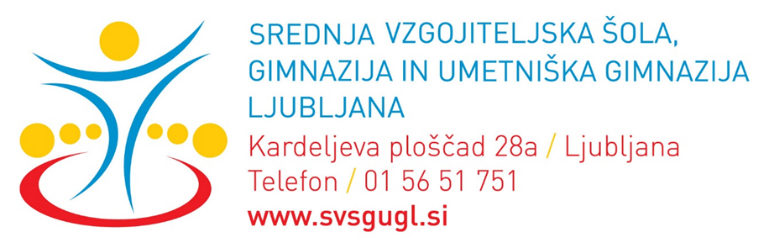 SREDNJA VZGOJITELJSKA ŠOLA,
GIMNAZIJA IN UMETNIŠKA GIMNAZIJA
LJUBLJANA
Kardeljeva ploščad 28a / Ljubljana
Telefon / 01 56 51 751
www.svsgugl.si